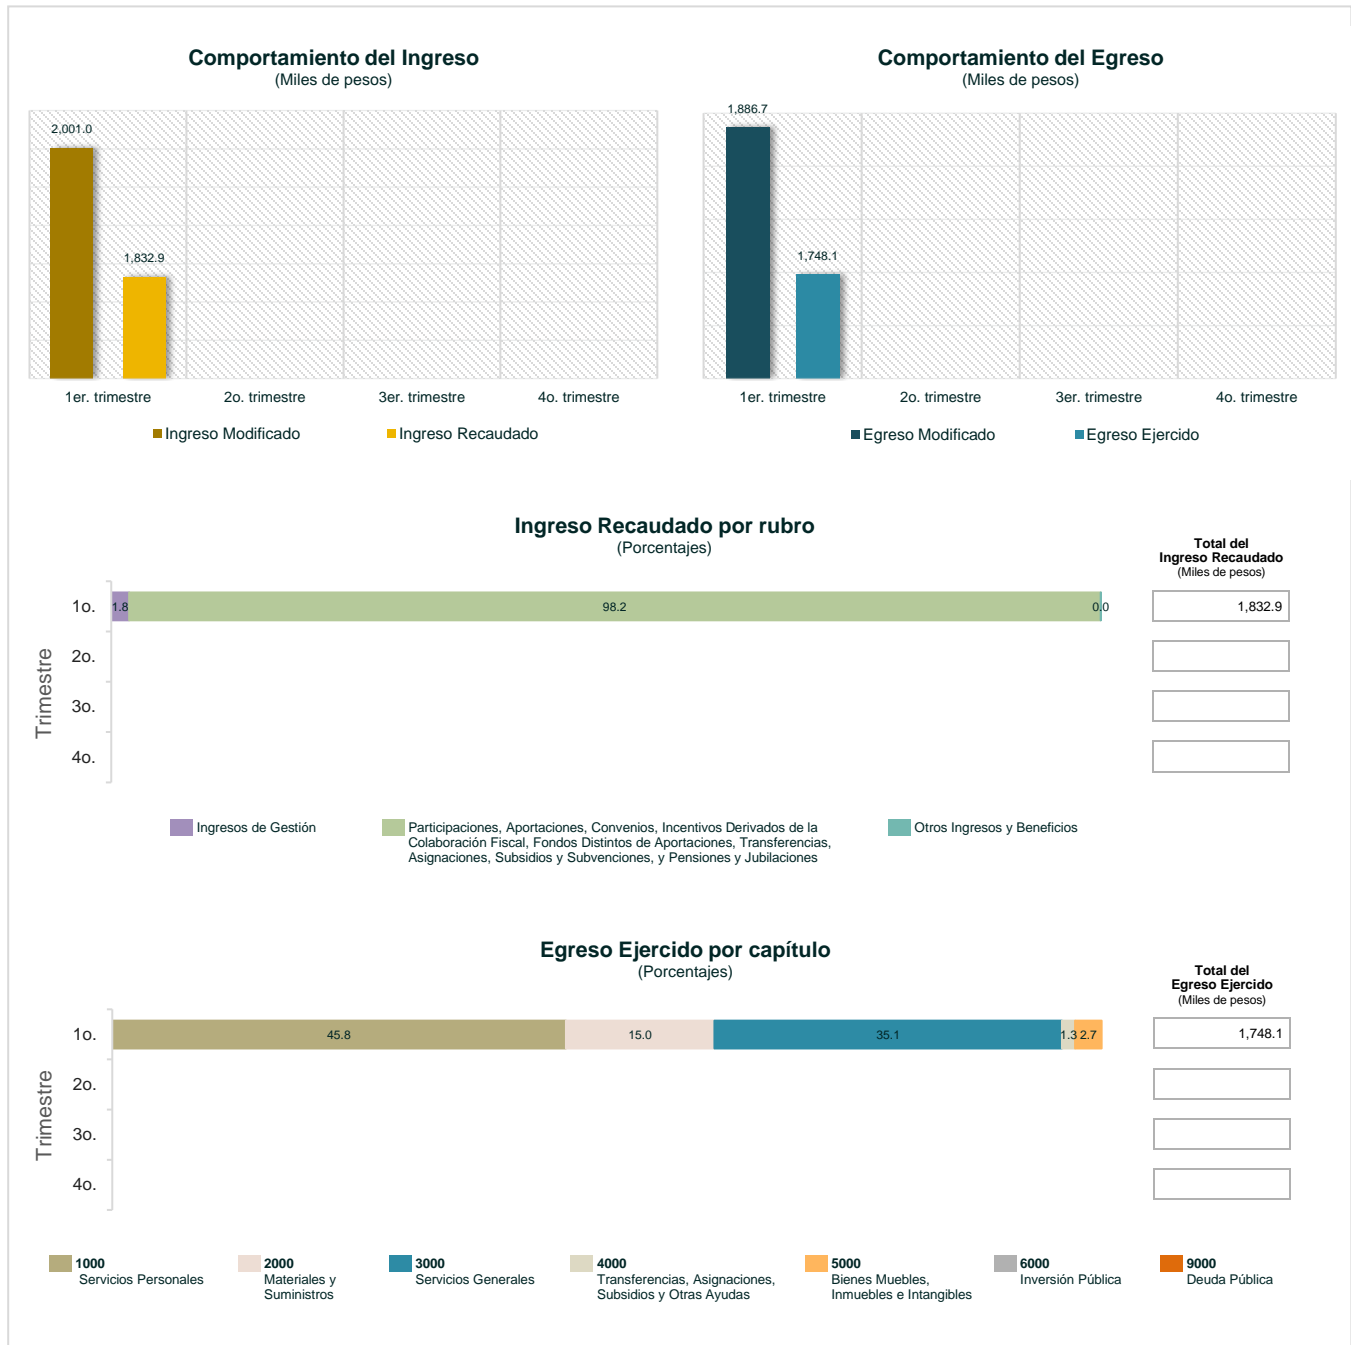 Comportamiento del Ingreso
(Miles de pesos)
2,001.0
1,832.9
1er. trimestre
2o. trimestre
3er. trimestre
4o. trimestre
Ingreso Modificado
Ingreso Recaudado
Comportamiento del Egreso
(Miles de pesos)
1,886.7
1,748.1
1er. trimestre
2o. trimestre
3er. trimestre
4o. trimestre
Egreso Modificado
Egreso Ejercido
Ingreso Recaudado por rubro
(Porcentajes)
Total del
Ingreso Recaudado
(Miles de pesos)
Trimestre
1o.
1.8
98.2
0.0
1,832.9
2o.
3o.
4o.
Ingresos de Gestión
Participaciones, Aportaciones, Convenios, Incentivos Derivados de la
Colaboración Fiscal, Fondos Distintos de Aportaciones, Transferencias,
Asignaciones, Subsidios y Subvenciones, y Pensiones y Jubilaciones
Otros Ingresos y Beneficios
Egreso Ejercido por capítulo
(Porcentajes)
Total del
Egreso Ejercido
(Miles de pesos)
Trimestre
1o.
45.8
15.0
35.1
1.3
2.7
1,748.1
2o.
3o.
4o.
1000
Servicios Personales
2000
Materiales y
Suministros
3000
Servicios Generales
4000
Transferencias, Asignaciones,
Subsidios y Otras Ayudas
5000
Bienes Muebles,
Inmuebles e Intangibles
6000
Inversión Pública
9000
Deuda Pública